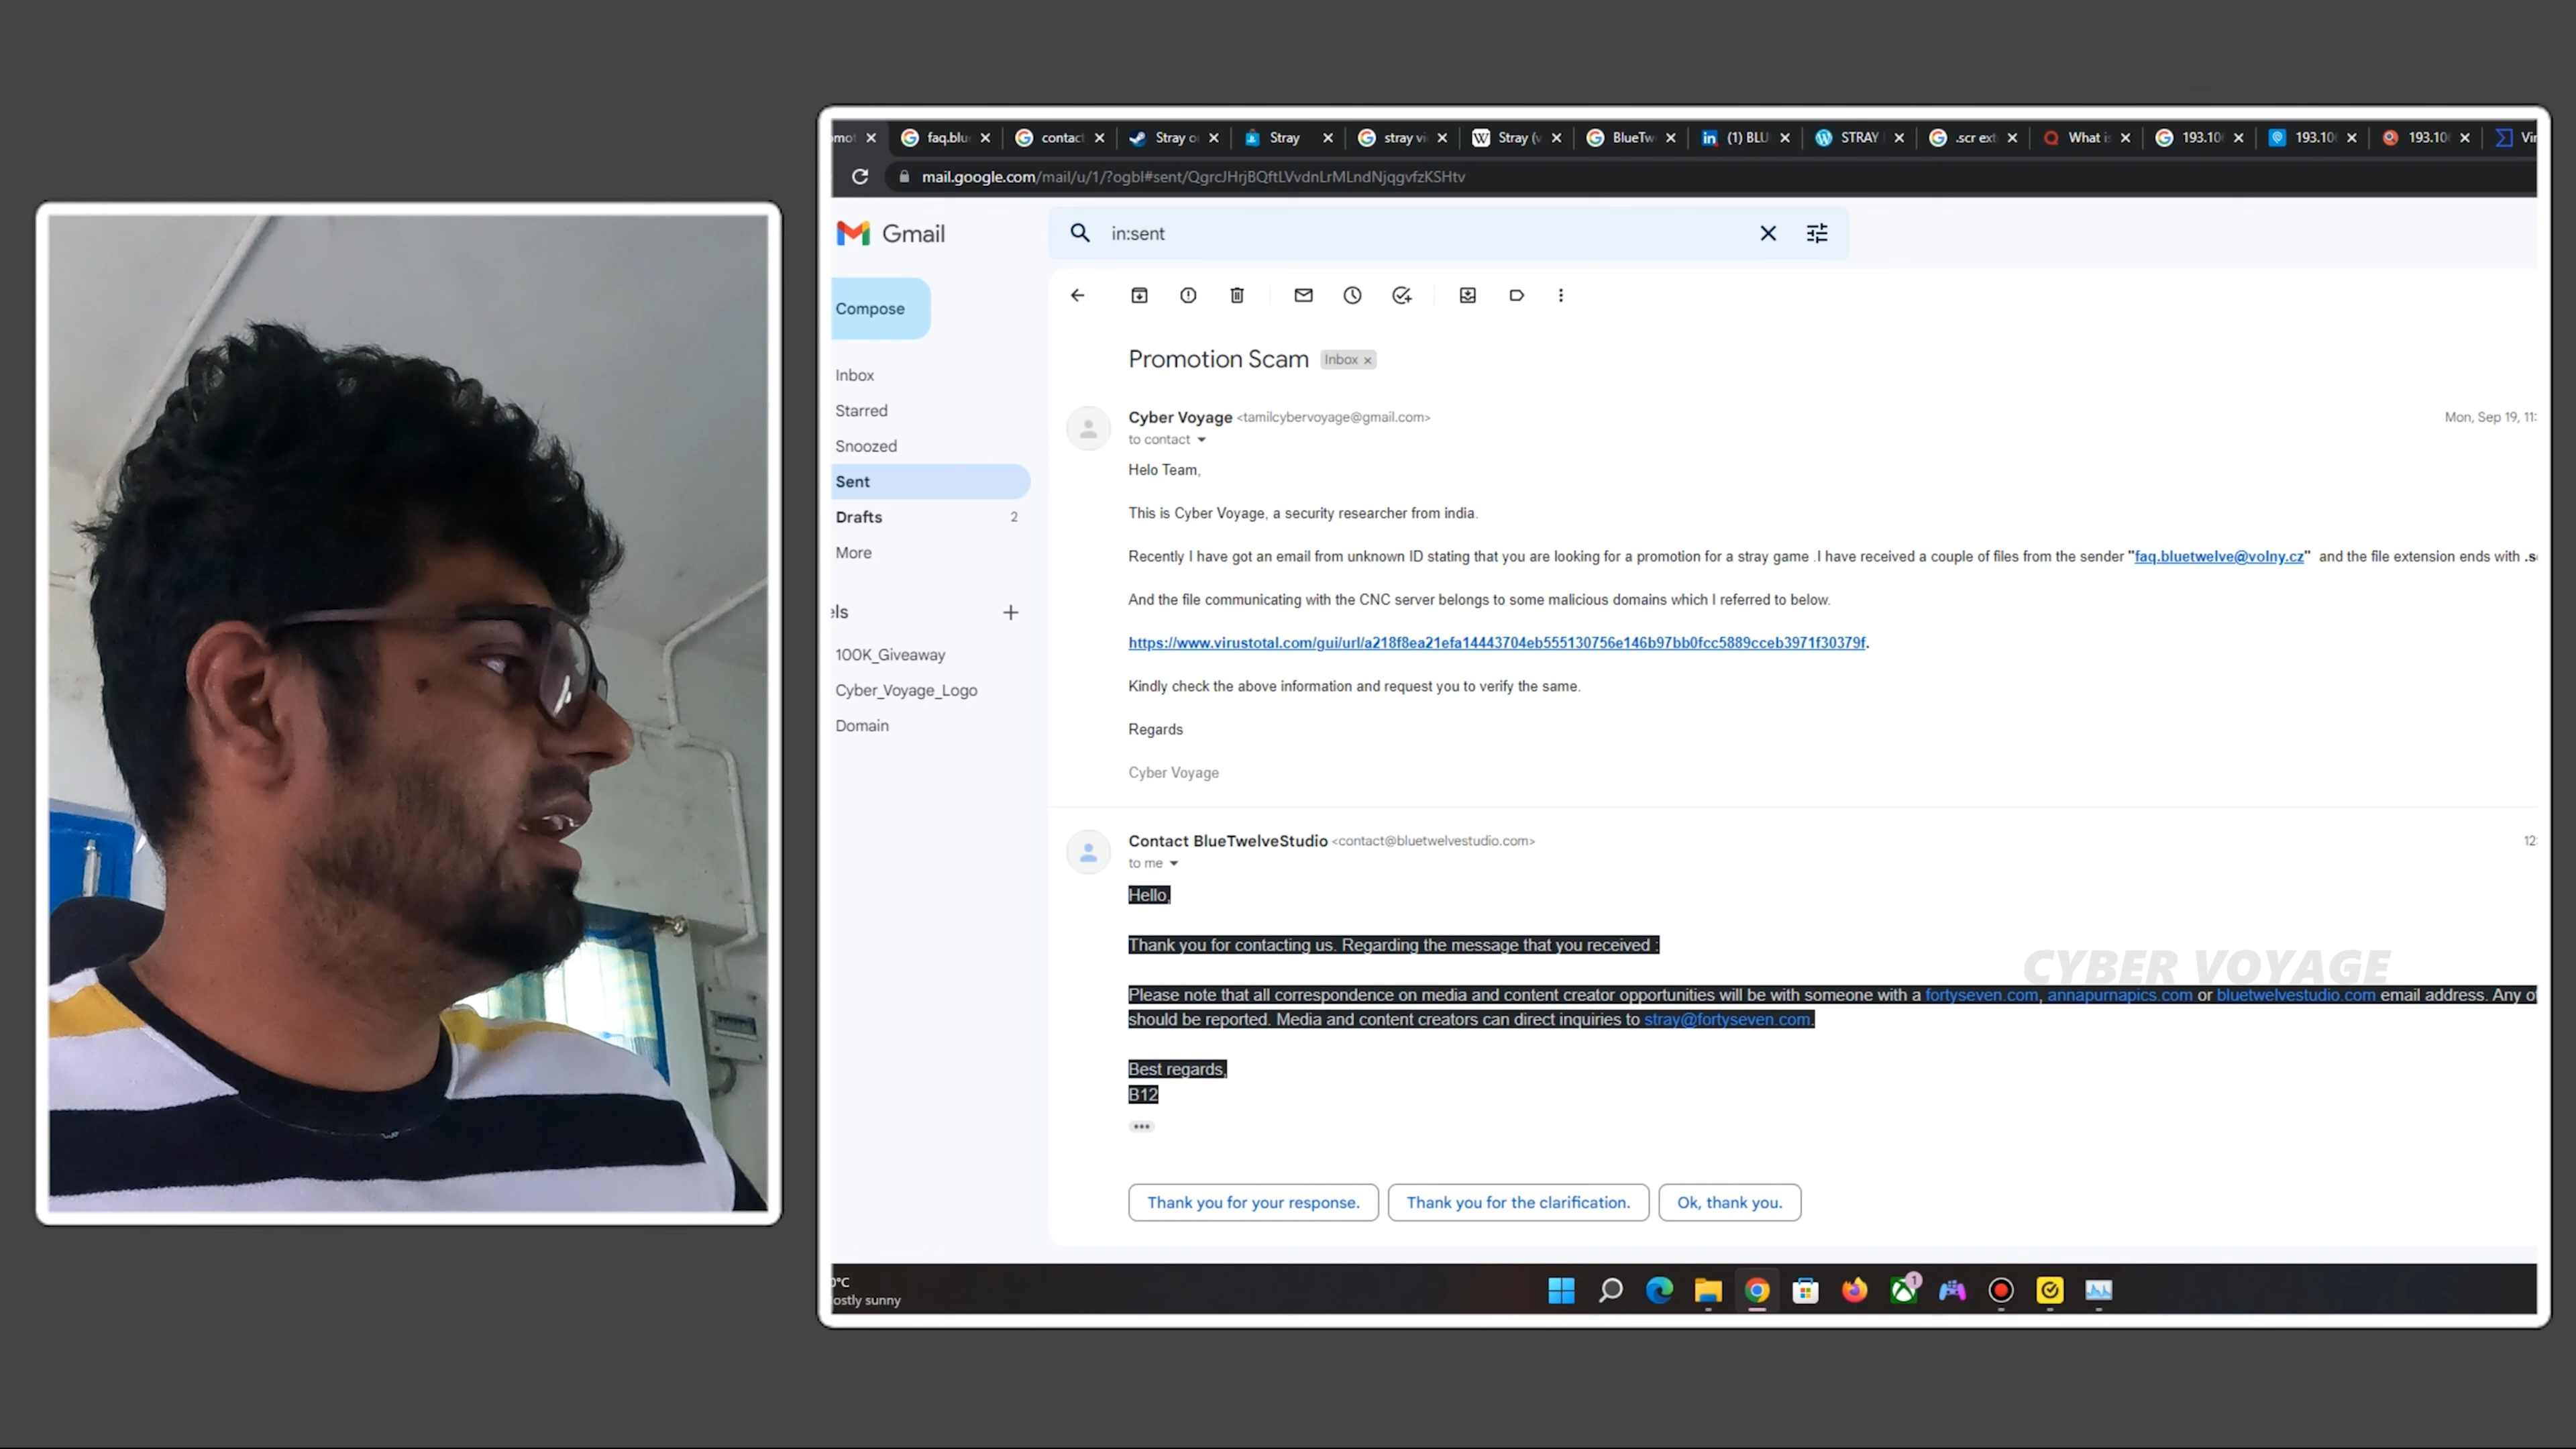 faq.blu
contact
Stray o
Stray
stray vi
Stray (v
BlueTw
(1) BLU
STRAY
.scr ext
What is
193.10
193.10
193.10
mail.google.com/mail/u/1/?ogbl#sent/QgrcJHrjBQftLVvdnLrMLndNjqgvfzKSHtv
Gmail
in:sent
Compose
Promotion Scam Inbox ×
Inbox
Starred
Snoozed
Sent
Drafts 2
More
100K_Giveaway
Cyber_Voyage_Logo
Domain
Cyber Voyage <tamilcybervoyage@gmail.com> Mon, Sep 19, 11:
to contact
Helo Team,
This is Cyber Voyage, a security researcher from india.
Recently I have got an email from unknown ID stating that you are looking for a promotion for a stray game .I have received a couple of files from the sender "faq.bluetwelve@volny.cz" and the file extension ends with .s
And the file communicating with the CNC server belongs to some malicious domains which I referred to below.
https://www.virustotal.com/gui/url/a218f8ea21efa14443704eb555130756e146b97bb0fcc5889cceb3971f30379f.
Kindly check the above information and request you to verify the same.
Regards
Cyber Voyage
Contact BlueTwelveStudio <contact@bluetwelvestudio.com> 12:
to me
Hello,
Thank you for contacting us. Regarding the message that you received :
CYBER VOYAGE
Please note that all correspondence on media and content creator opportunities will be with someone with a fortyseven.com, annapurnapics.com or bluetwelvestudio.com email address. Any o
should be reported. Media and content creators can direct inquiries to stray@fortyseven.com.
Best regards,
B12
Thank you for your response.
Thank you for the clarification.
Ok, thank you.
0°C
ostly sunny
1